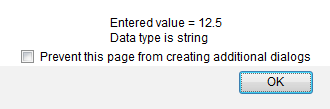 Entered value = 12.5
Data type is string
Prevent this page from creating additional dialogs
OK